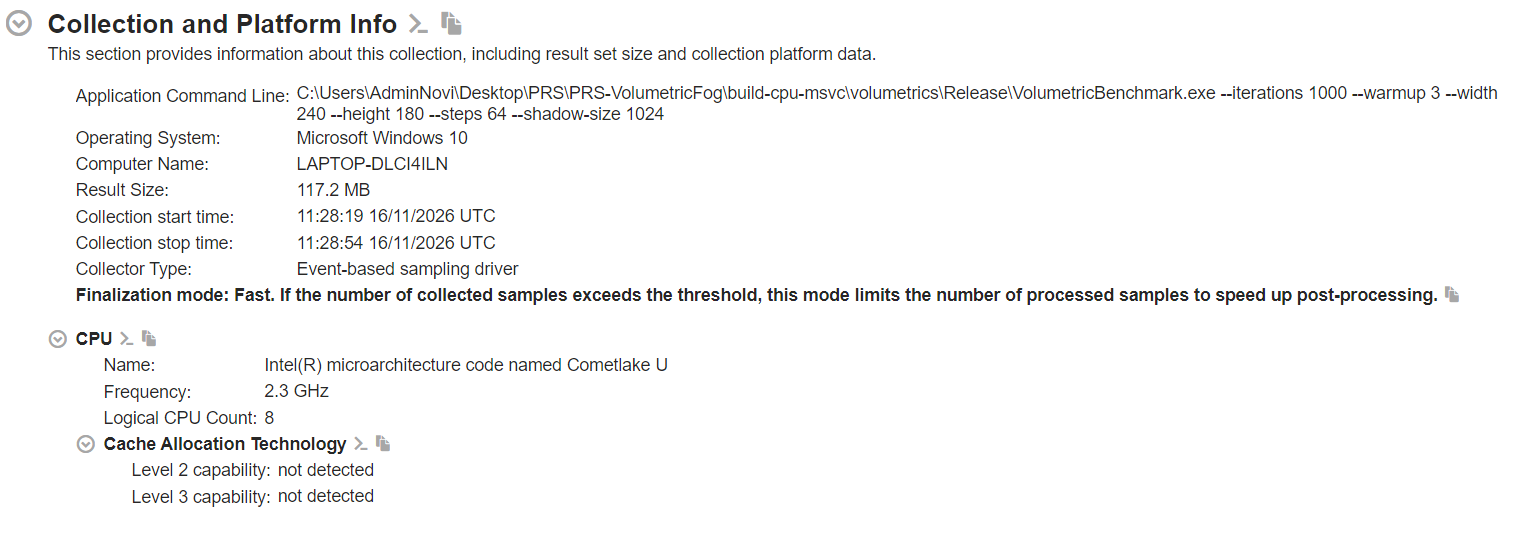 Collection and Platform Info
This section provides information about this collection, including result set size and collection platform data.
Application Command Line: C:\Users\AdminNovi\Desktop\PRS\PRS-VolumetricFog\build-cpu-msvc\volumetrics\Release\VolumetricBenchmark.exe --iterations 1000 --warmup 3 --width
240 --height 180 --steps 64 --shadow-size 1024
Operating System: Microsoft Windows 10
Computer Name: LAPTOP-DLCI4ILN
Result Size: 117.2 MB
Collection start time: 11:28:19 16/11/2026 UTC
Collection stop time: 11:28:54 16/11/2026 UTC
Collector Type: Event-based sampling driver
Finalization mode: Fast. If the number of collected samples exceeds the threshold, this mode limits the number of processed samples to speed up post-processing.
CPU
Name: Intel(R) microarchitecture code named Cometlake U
Frequency: 2.3 GHz
Logical CPU Count: 8
Cache Allocation Technology
Level 2 capability: not detected
Level 3 capability: not detected